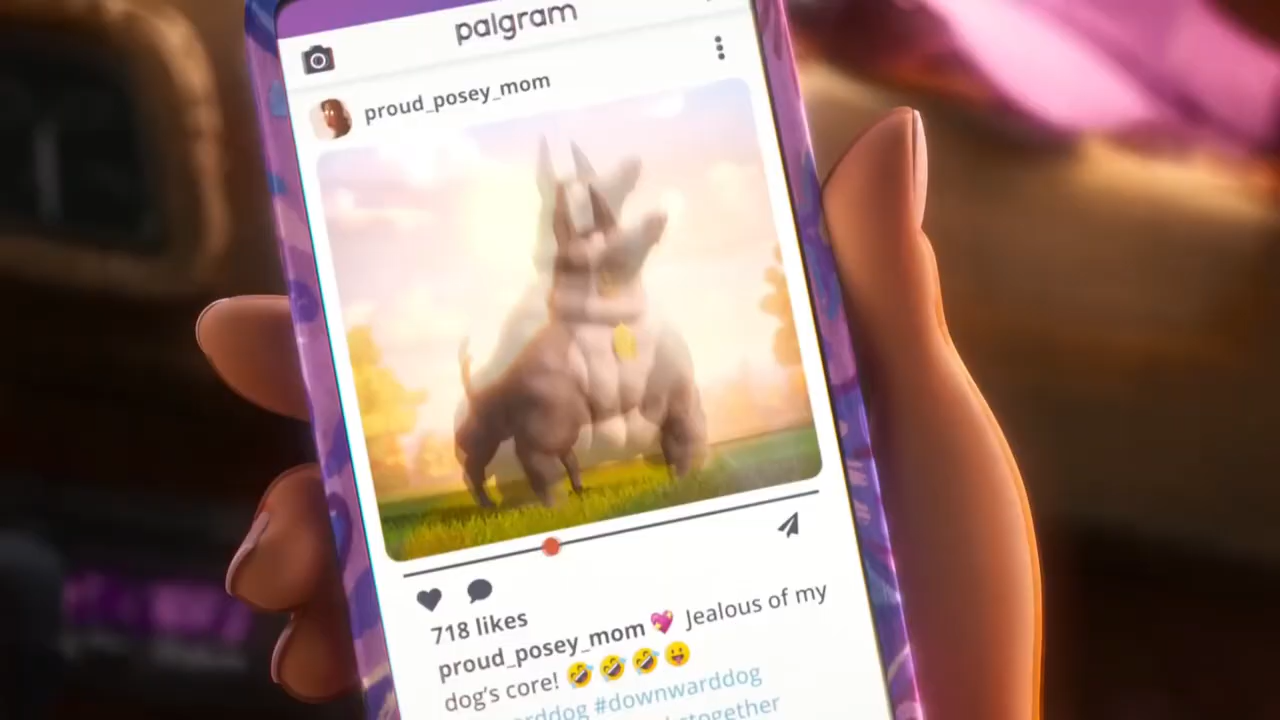 palgram
proud_posey_mom
718 likes
proud_posey_mom 💖 Jealous of my
dog's core! 🤣🤣🤣😛
#downwarddog